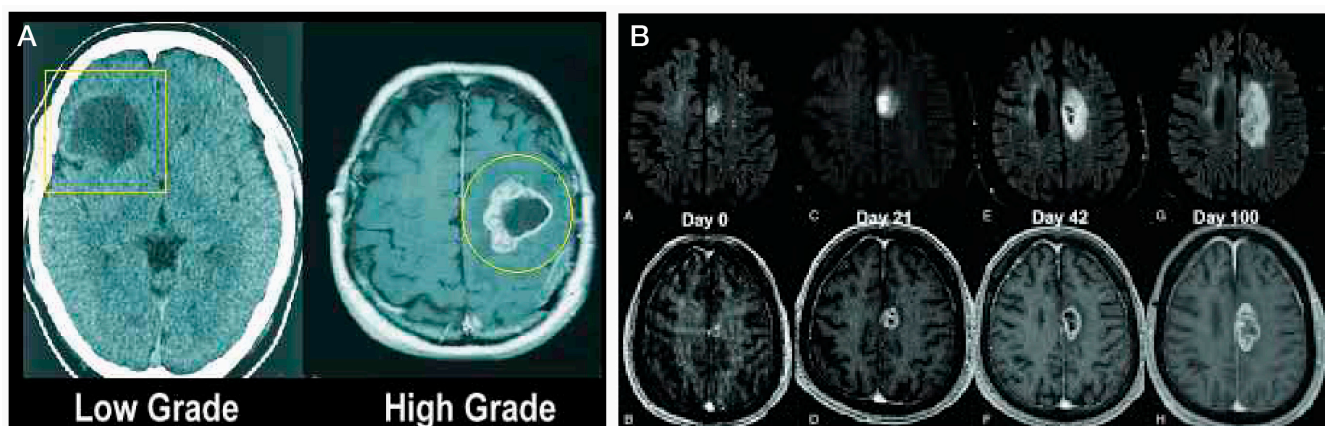 A
Low Grade
High Grade
B
A
C
E
G
Day 0
Day 21
Day 42
Day 100
B
D
F
H